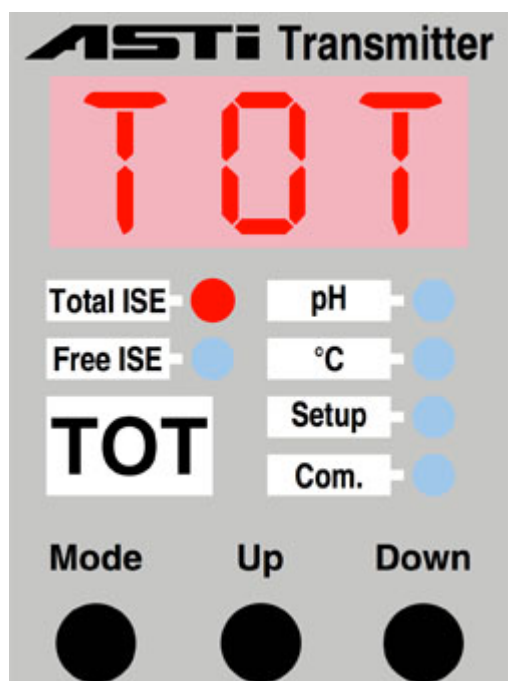 ASTi Transmitter
TOT
Total ISE
pH
Free ISE
°C
TOT
Setup
Com.
Mode Up Down